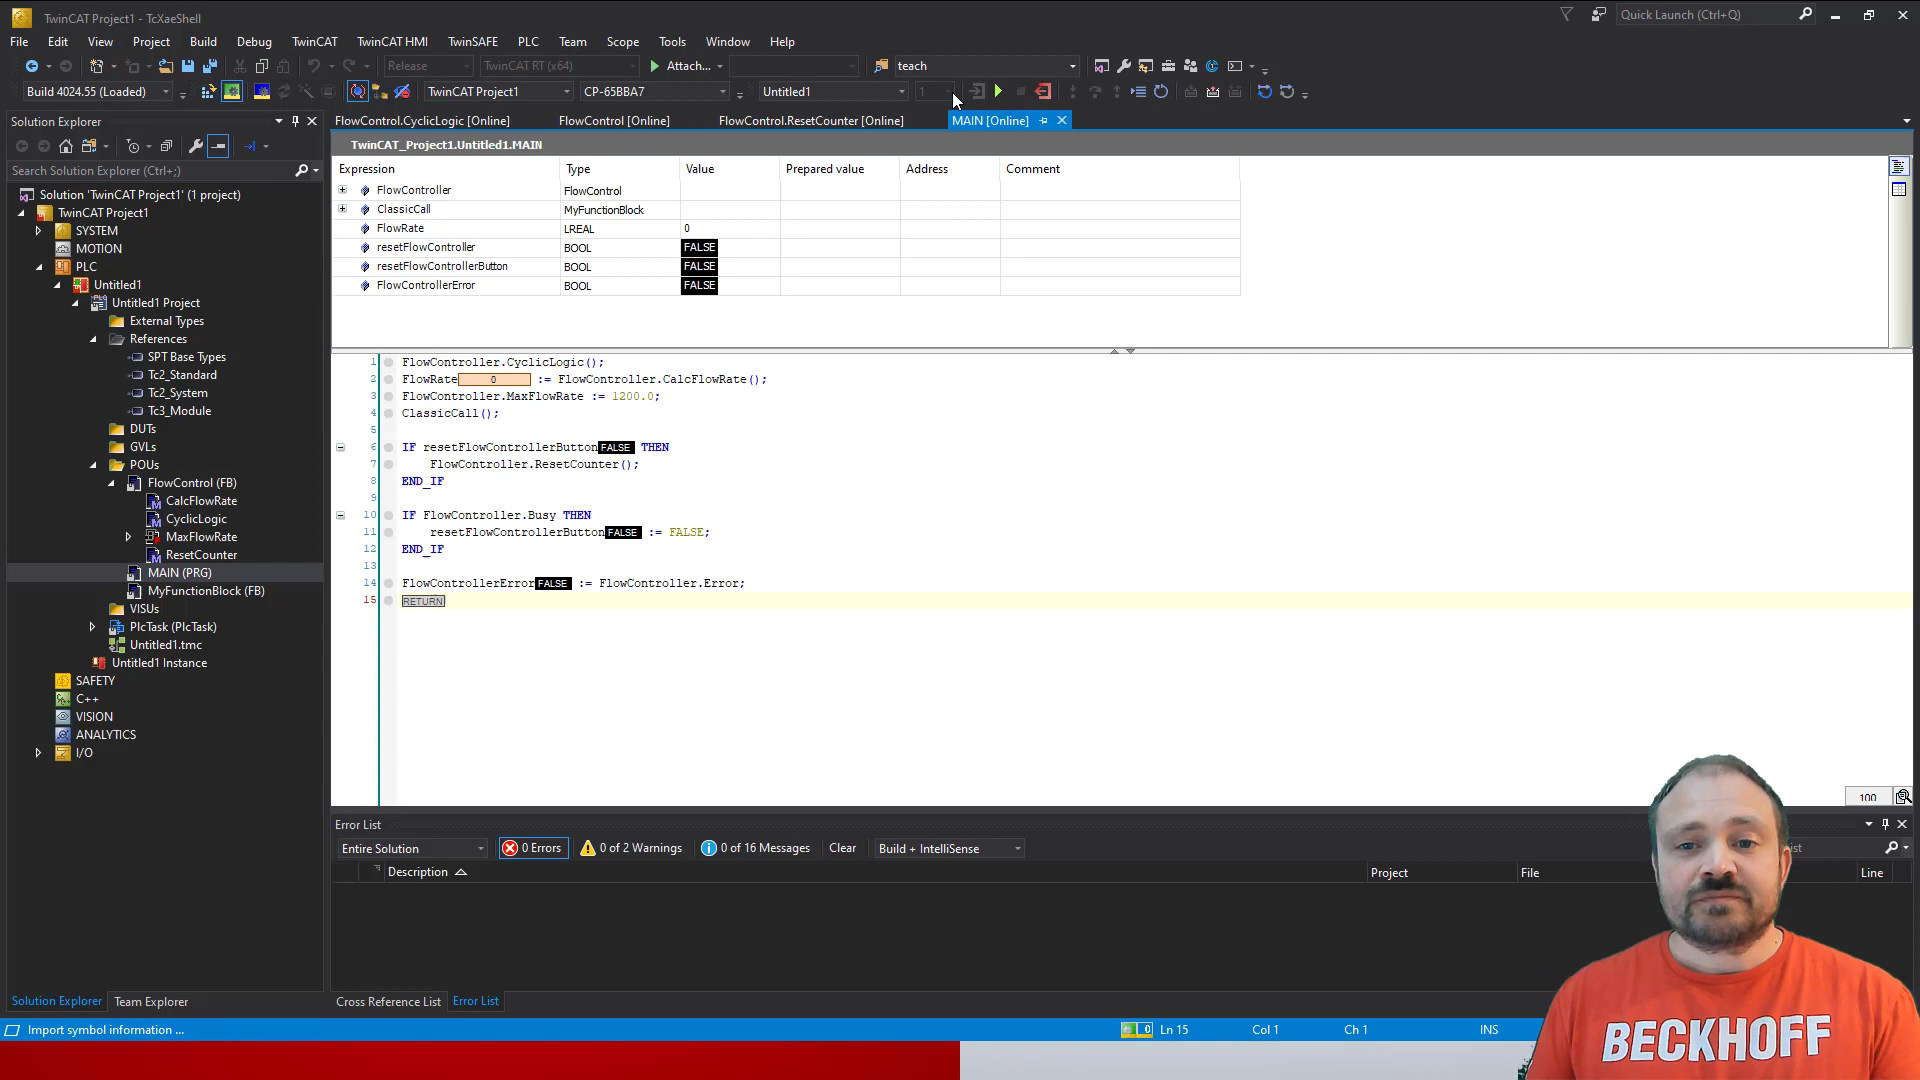 TwinCAT Project1 - TcXaeShell
Quick Launch (Ctrl+Q)
File Edit View Project Build Debug TwinCAT TwinCAT HMI TwinSAFE PLC Team Scope Tools Window Help
Release TwinCAT RT (x64) Attach... teach
Build 4024.55 (Loaded) TwinCAT Project1 CP-65BBA7 Untitled1 1
Solution Explorer
Search Solution Explorer (Ctrl+;)
Solution 'TwinCAT Project1' (1 project)
TwinCAT Project1
SYSTEM
MOTION
PLC
Untitled1
Untitled1 Project
External Types
References
SPT Base Types
Tc2_Standard
Tc2_System
Tc3_Module
DUTs
GVLs
POUs
FlowControl (FB)
CalcFlowRate
CyclicLogic
MaxFlowRate
ResetCounter
MAIN (PRG)
MyFunctionBlock (FB)
VISUs
PlcTask (PlcTask)
Untitled1.tmc
Untitled1 Instance
SAFETY
C++
VISION
ANALYTICS
I/O
Solution Explorer Team Explorer
FlowControl.CyclicLogic [Online] FlowControl [Online] FlowControl.ResetCounter [Online] MAIN [Online]
TwinCAT_Project1.Untitled1.MAIN
Expression Type Value Prepared value Address Comment
FlowController FlowControl
ClassicCall MyFunctionBlock
FlowRate LREAL 0
resetFlowController BOOL FALSE
resetFlowControllerButton BOOL FALSE
FlowControllerError BOOL FALSE
1 FlowController.CyclicLogic();
2 FlowRate 0 := FlowController.CalcFlowRate();
3 FlowController.MaxFlowRate := 1200.0;
4 ClassicCall();
5
6 IF resetFlowControllerButton FALSE THEN
7 FlowController.ResetCounter();
8 END_IF
9
10 IF FlowController.Busy THEN
11 resetFlowControllerButton FALSE := FALSE;
12 END_IF
13
14 FlowControllerError FALSE := FlowController.Error;
15 RETURN
100
Error List
Entire Solution 0 Errors 0 of 2 Warnings 0 of 16 Messages Clear Build + IntelliSense
Description Project File Line
Cross Reference List Error List
Import symbol information ... 0 Ln 15 Col 1 Ch 1 INS
BECKHOFF